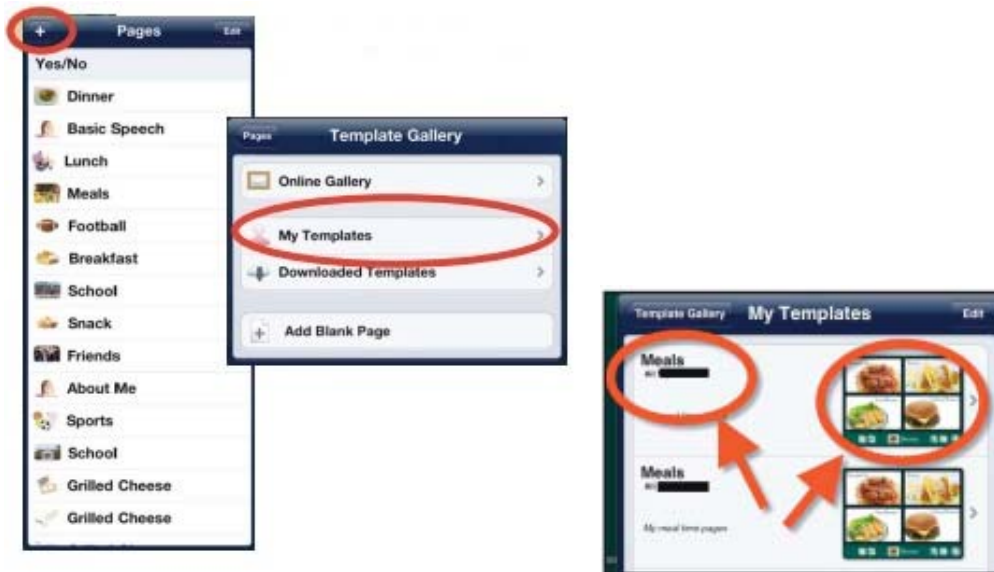 + Pages Edit
Yes/No
Dinner
Basic Speech
Lunch
Meals
Football
Breakfast
School
Snack
Friends
About Me
Sports
School
Grilled Cheese
Grilled Cheese
Pages Template Gallery
Online Gallery
My Templates
Downloaded Templates
Add Blank Page
Template Gallery My Templates Edit
Meals
Meals
My meal time pages